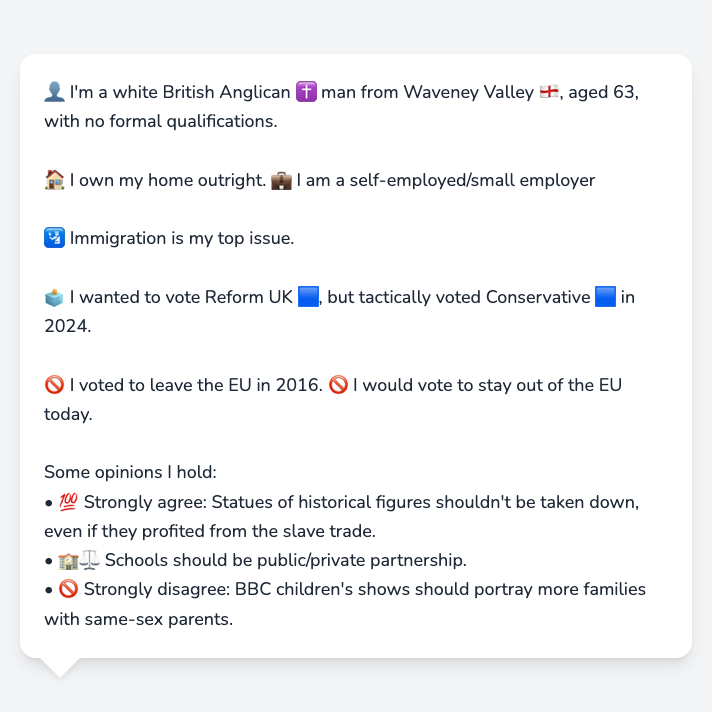 👤 I'm a white British Anglican ✝️ man from Waveney Valley 🏴󠁧󠁢󠁥󠁮󠁧󠁿, aged 63,
with no formal qualifications.
🏠 I own my home outright. 💼 I am a self-employed/small employer
🛂 Immigration is my top issue.
🗳️ I wanted to vote Reform UK 🟦, but tactically voted Conservative 🟦 in
2024.
🚫 I voted to leave the EU in 2016. 🚫 I would vote to stay out of the EU
today.
Some opinions I hold:
• 💯 Strongly agree: Statues of historical figures shouldn't be taken down,
even if they profited from the slave trade.
• 🏫⚖️ Schools should be public/private partnership.
• 🚫 Strongly disagree: BBC children's shows should portray more families
with same-sex parents.